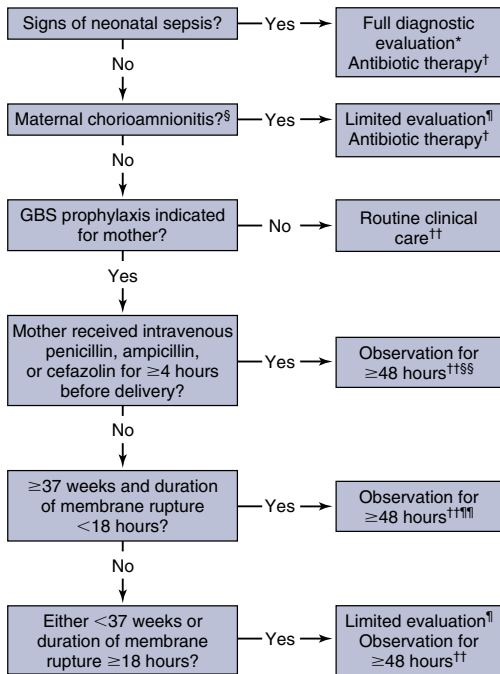 Signs of neonatal sepsis?
Yes
Full diagnostic
evaluation*
Antibiotic therapy†
No
Maternal chorioamnionitis?§
Yes
Limited evaluation¶
Antibiotic therapy†
No
GBS prophylaxis indicated
for mother?
No
Routine clinical
care††
Yes
Mother received intravenous
penicillin, ampicillin,
or cefazolin for ≥4 hours
before delivery?
Yes
Observation for
≥48 hours††§§
No
≥37 weeks and duration
of membrane rupture
<18 hours?
Yes
Observation for
≥48 hours††¶¶
No
Either <37 weeks or
duration of membrane
rupture ≥18 hours?
Yes
Limited evaluation¶
Observation for
≥48 hours††